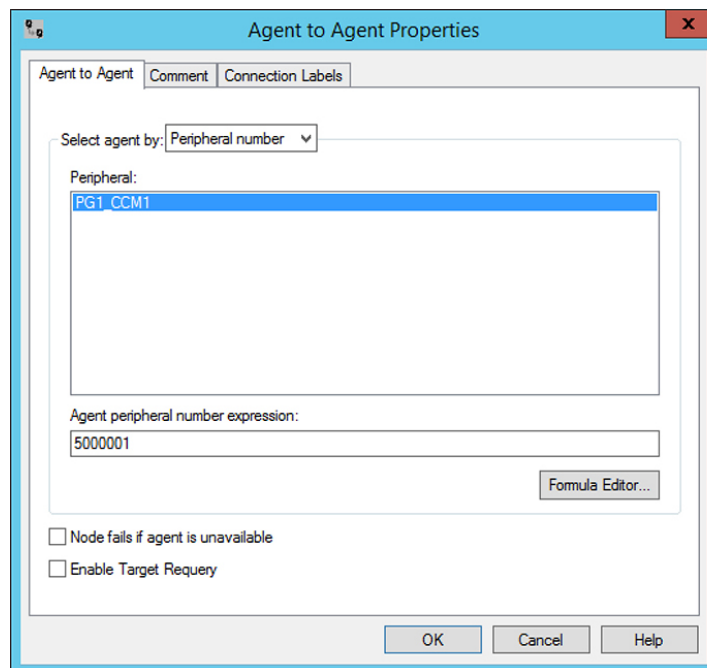 Agent to Agent Properties
x
Agent to Agent Comment Connection Labels
Select agent by: Peripheral number
Peripheral:
PG1_CCM1
Agent peripheral number expression:
5000001
Formula Editor...
Node fails if agent is unavailable
Enable Target Requery
OK Cancel Help